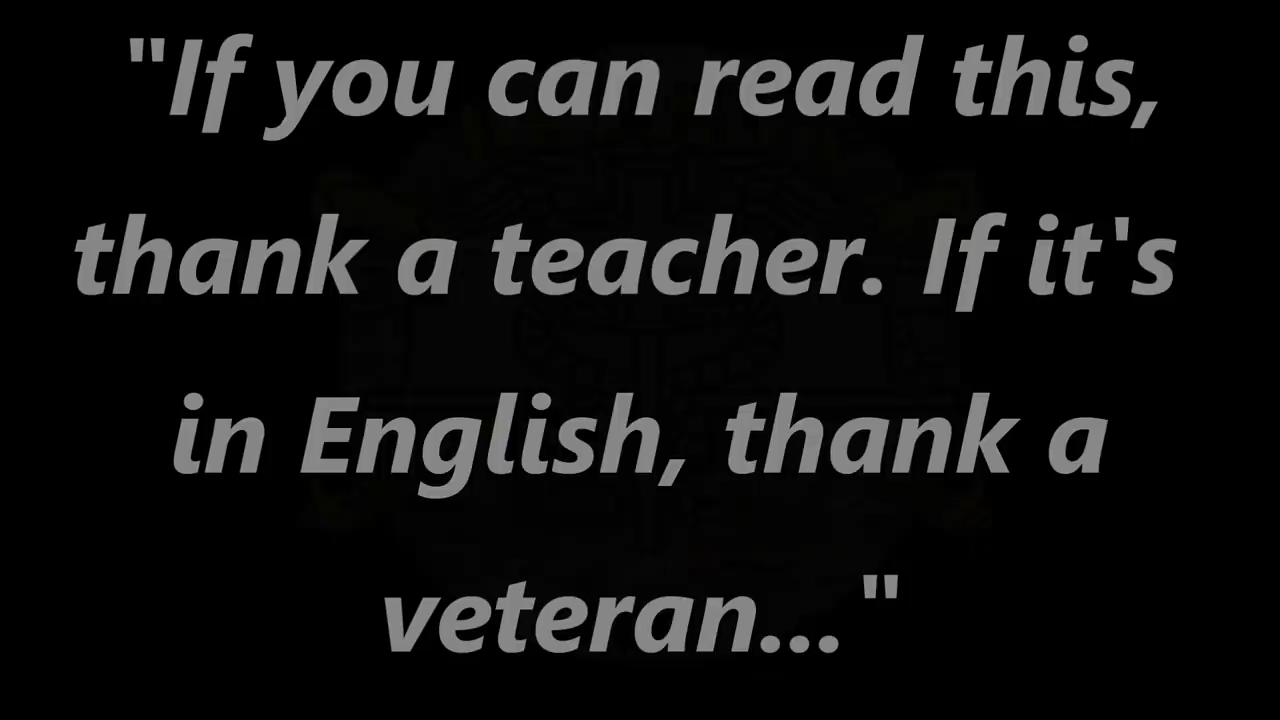 "If you can read this,
thank a teacher. If it's
in English, thank a
veteran..."